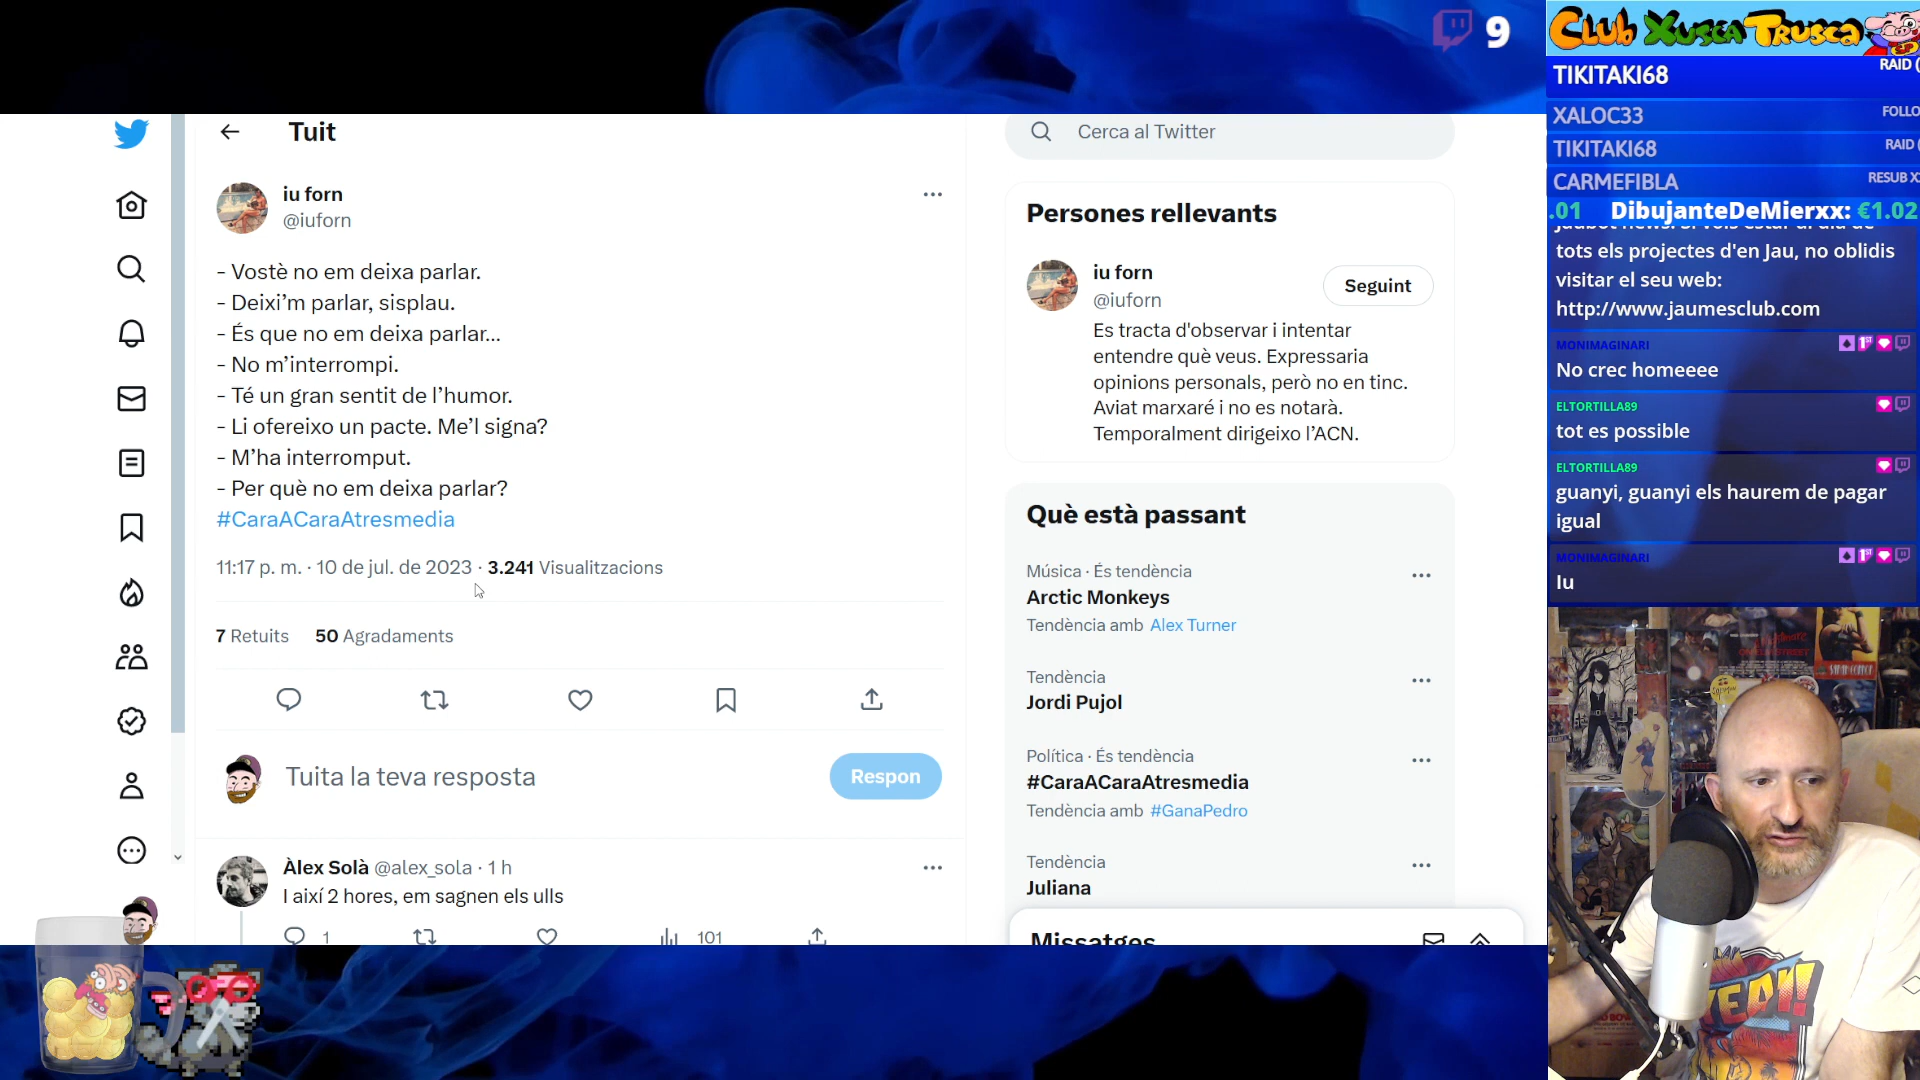 9
Club Xusca Trusca
TIKITAKI68
RAID (
XALOC33
FOLLO
TIKITAKI68
RAID (
CARMEFIBLA
RESUB X
.01 DibujanteDeMierxx: €1.02
tots els projectes d'en Jau, no oblidis
visitar el seu web:
http://www.jaumesclub.com
MONIMAGINARI
No crec homeeee
ELTORTILLA89
tot es possible
ELTORTILLA89
guanyi, guanyi els haurem de pagar
igual
MONIMAGINARI
Iu
Tuit
iu forn
@iuforn
- Vostè no em deixa parlar.
- Deixi’m parlar, sisplau.
- És que no em deixa parlar...
- No m’interrompi.
- Té un gran sentit de l’humor.
- Li ofereixo un pacte. Me’l signa?
- M’ha interromput.
- Per què no em deixa parlar?
#CaraACaraAtresmedia
11:17 p. m. · 10 de jul. de 2023 · 3.241 Visualitzacions
7 Retuits 50 Agradaments
Tuita la teva resposta
Respon
Àlex Solà @alex_sola · 1 h
I així 2 hores, em sagnen els ulls
1
101
Cerca al Twitter
Persones rellevants
iu forn
@iuforn
Seguint
Es tracta d'observar i intentar
entendre què veus. Expressaria
opinions personals, però no en tinc.
Aviat marxaré i no es notarà.
Temporalment dirigeixo l’ACN.
Què està passant
Música · És tendència
Arctic Monkeys
Tendència amb Alex Turner
Tendència
Jordi Pujol
Política · És tendència
#CaraACaraAtresmedia
Tendència amb #GanaPedro
Tendència
Juliana
Missatges
YEAH!